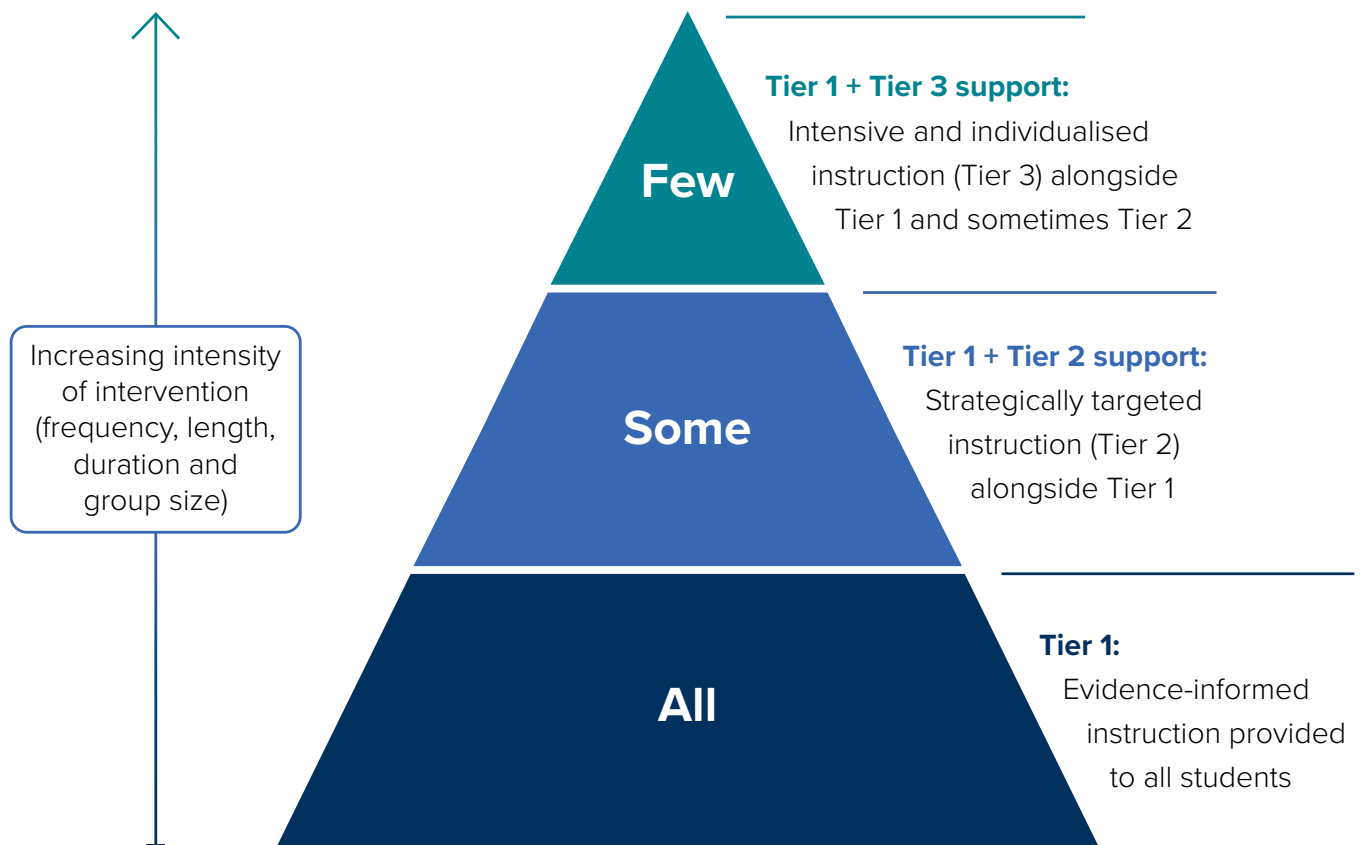 Tier 1 + Tier 3 support:
Intensive and individualised
instruction (Tier 3) alongside
Tier 1 and sometimes Tier 2
Few
Increasing intensity
of intervention
(frequency, length,
duration and
group size)
Tier 1 + Tier 2 support:
Strategically targeted
instruction (Tier 2)
alongside Tier 1
Some
Tier 1:
Evidence-informed
instruction provided
to all students
All